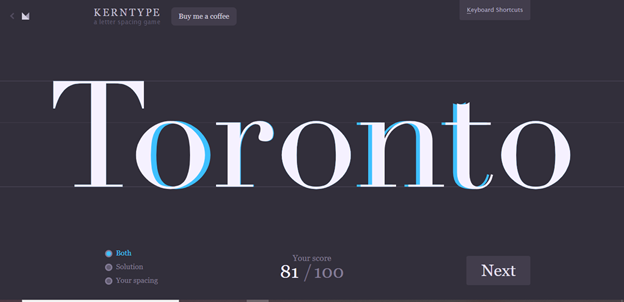 KERNTYPE
a letter spacing game
Buy me a coffee
Keyboard Shortcuts
Toronto
Both
Solution
Your spacing
Your score
81 / 100
Next